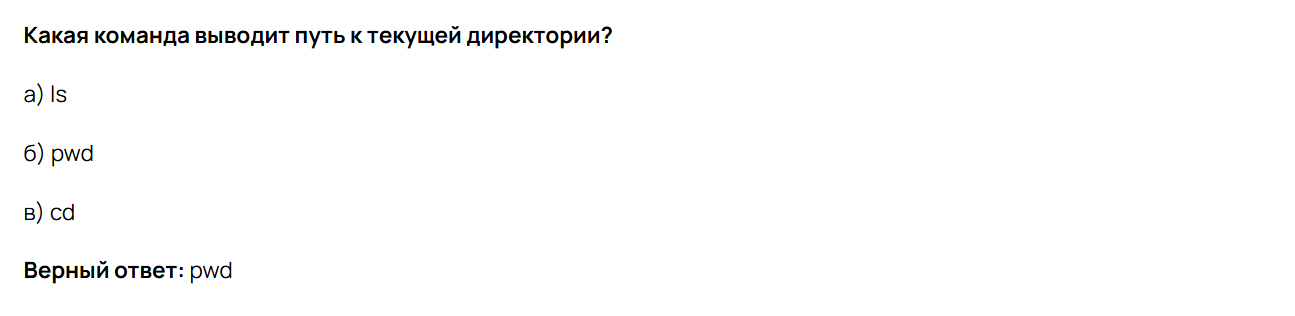 Какая команда выводит путь к текущей директории?
а) ls
б) pwd
в) cd
Верный ответ: pwd